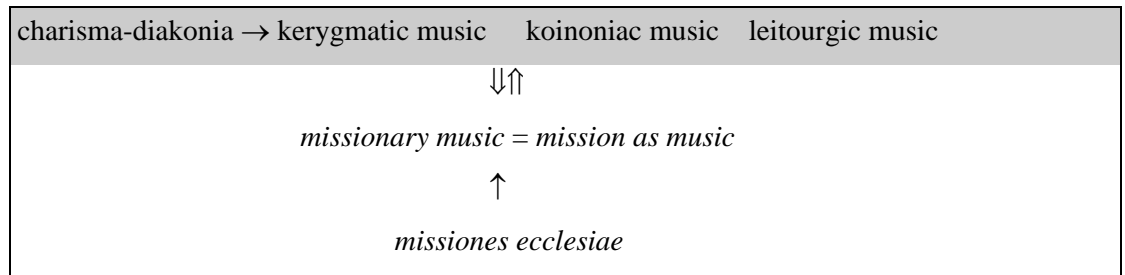 charisma-diakonia → kerygmatic music koinoniac music leitourgic music
⇓⇑
missionary music = mission as music
↑
missiones ecclesiae